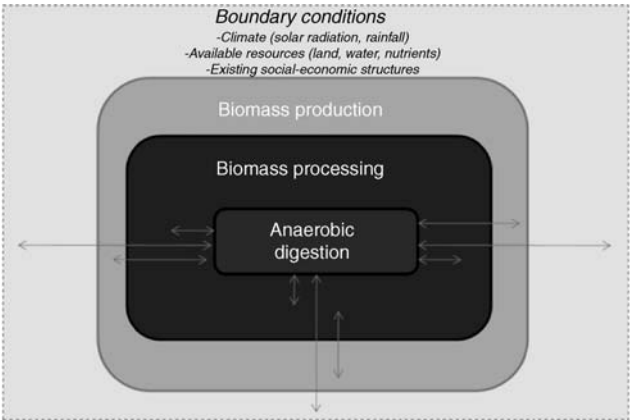 Boundary conditions
-Climate (solar radiation, rainfall)
-Available resources (land, water, nutrients)
-Existing social-economic structures
Biomass production
Biomass processing
Anaerobic
digestion